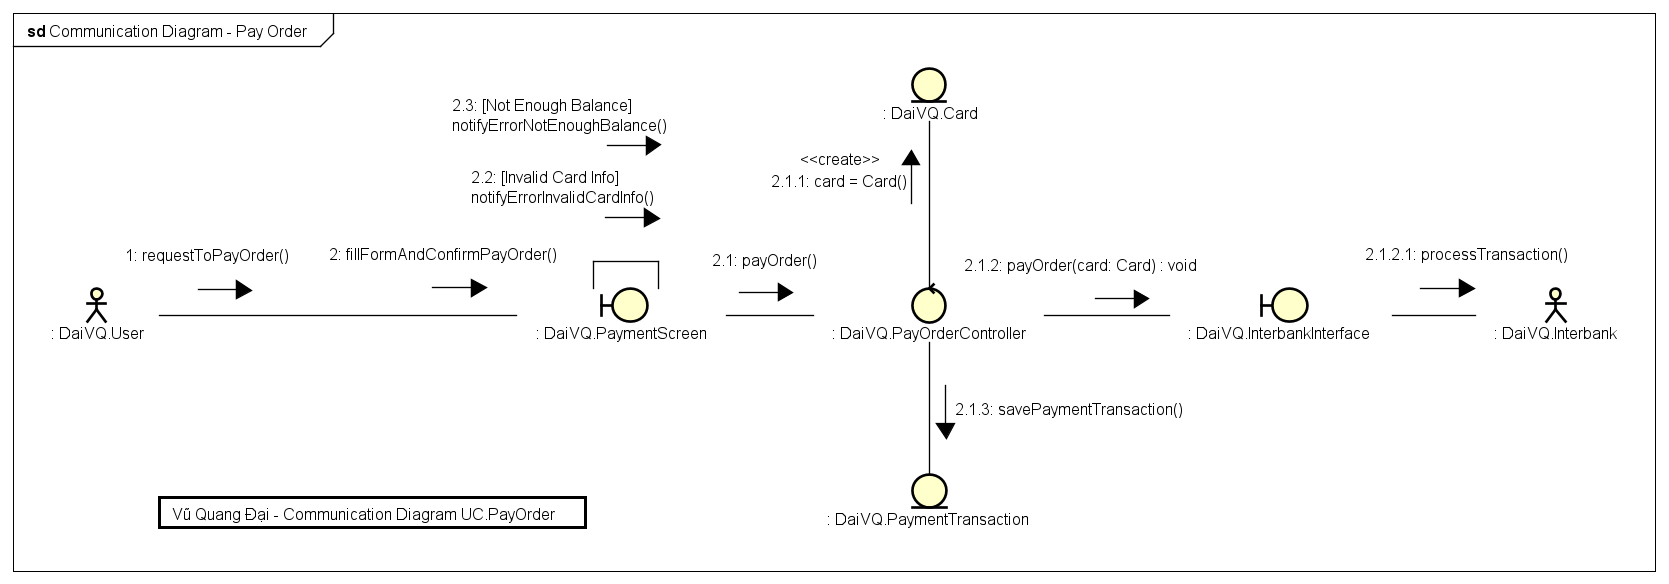 sd Communication Diagram - Pay Order
: DaiVQ.Card
2.3: [Not Enough Balance]
notifyErrorNotEnoughBalance()
<<create>>
2.1.1: card = Card()
2.2: [Invalid Card Info]
notifyErrorInvalidCardInfo()
1: requestToPayOrder()
2: fillFormAndConfirmPayOrder()
2.1: payOrder()
2.1.2: payOrder(card: Card) : void
2.1.2.1: processTransaction()
: DaiVQ.User
: DaiVQ.PaymentScreen
: DaiVQ.PayOrderController
: DaiVQ.InterbankInterface
: DaiVQ.Interbank
2.1.3: savePaymentTransaction()
Vũ Quang Đại - Communication Diagram UC.PayOrder
: DaiVQ.PaymentTransaction